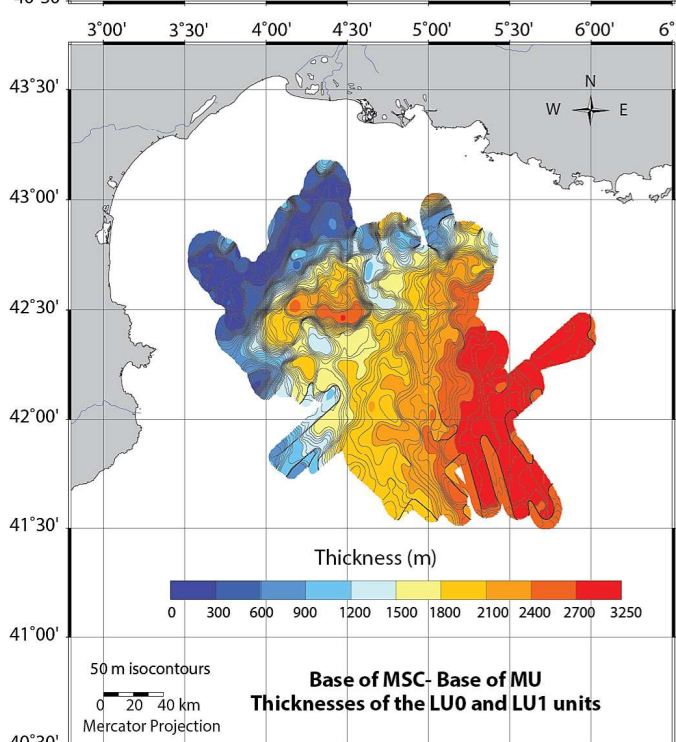 3˚00' 3˚30' 4˚00' 4˚30' 5˚00' 5˚30' 6˚00'
43˚30'
N
W E
43˚00'
42˚30'
42˚00'
41˚30'
Thickness (m)
0 300 600 900 1200 1500 1800 2100 2400 2700 3250
41˚00'
50 m isocontours
Base of MSC- Base of MU
0 20 40 km
Thicknesses of the LU0 and LU1 units
Mercator Projection